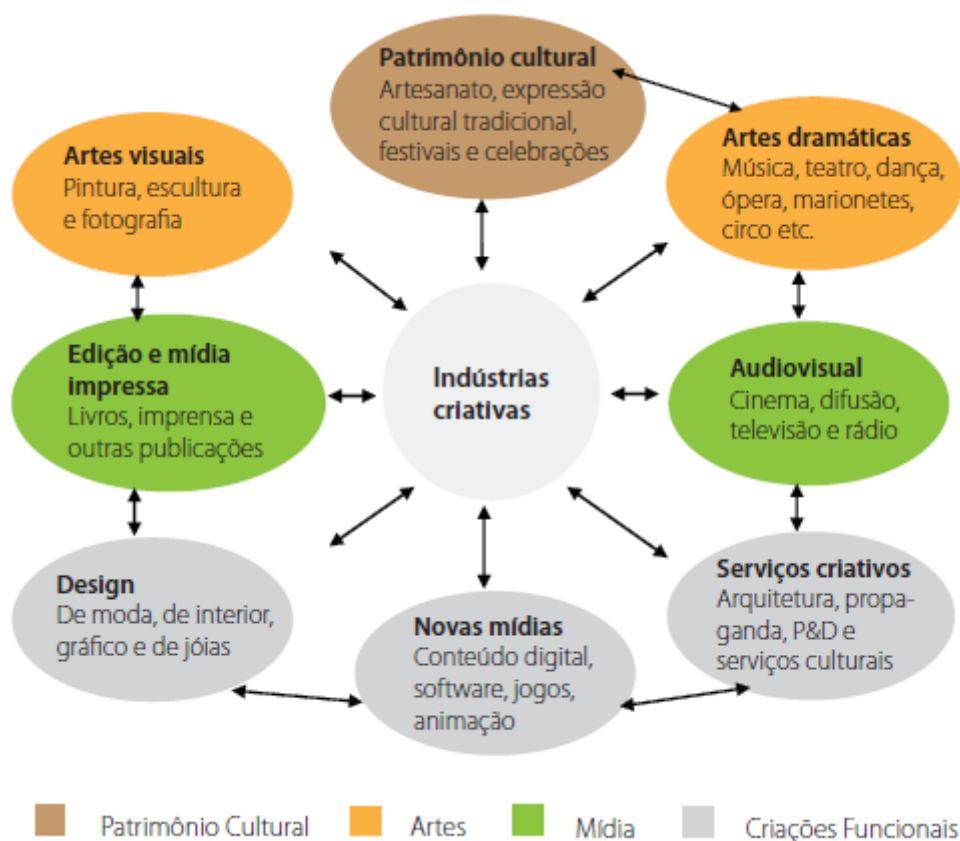 Patrimônio cultural
Artesanato, expressão
cultural tradicional,
festivais e celebrações
Artes visuais
Pintura, escultura
e fotografia
Artes dramáticas
Música, teatro, dança,
ópera, marionetes,
circo etc.
Edição e mídia
impressa
Livros, imprensa e
outras publicações
Indústrias
criativas
Audiovisual
Cinema, difusão,
televisão e rádio
Design
De moda, de interior,
gráfico e de jóias
Novas mídias
Conteúdo digital,
software, jogos,
animação
Serviços criativos
Arquitetura, propa-
ganda, P&D e
serviços culturais
Patrimônio Cultural
Artes
Mídia
Criações Funcionais